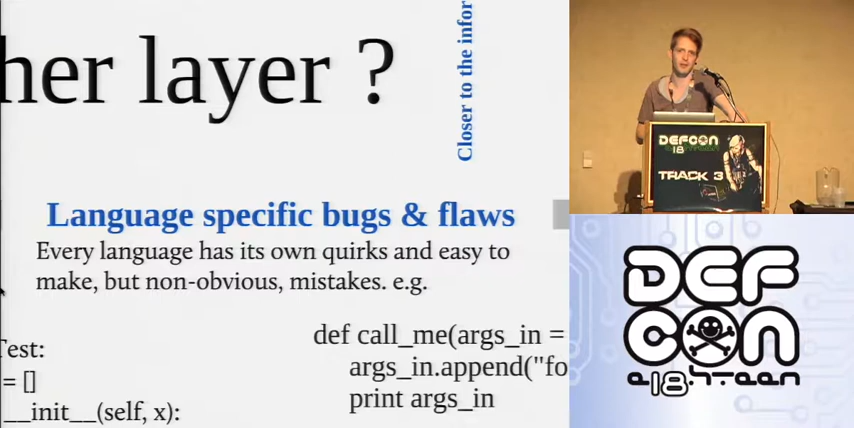 her layer ?
Closer to the infor
Language specific bugs & flaws
Every language has its own quirks and easy to
make, but non-obvious, mistakes. e.g.
Test:
= []
__init__(self, x):
def call_me(args_in =
args_in.append("fo
print args_in
DEFCON
18
TRACK 3
DEF
CON
e18hteen